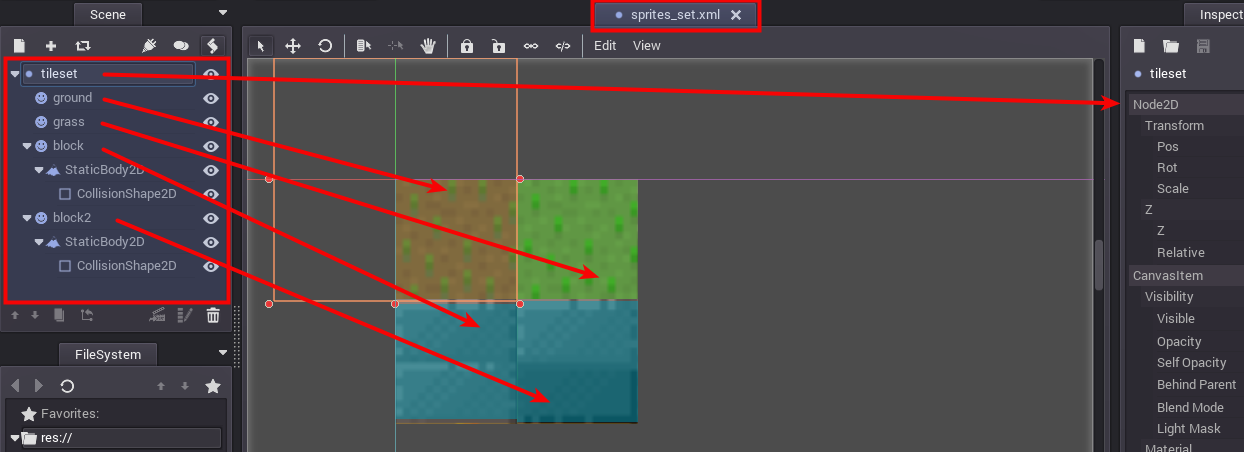 Scene
sprites_set.xml
Inspect
Edit View
tileset
ground
grass
block
StaticBody2D
CollisionShape2D
block2
StaticBody2D
CollisionShape2D
FileSystem
Favorites:
res://
tileset
Node2D
Transform
Pos
Rot
Scale
Z
Z
Relative
CanvasItem
Visibility
Visible
Opacity
Self Opacity
Behind Parent
Blend Mode
Light Mask
Material